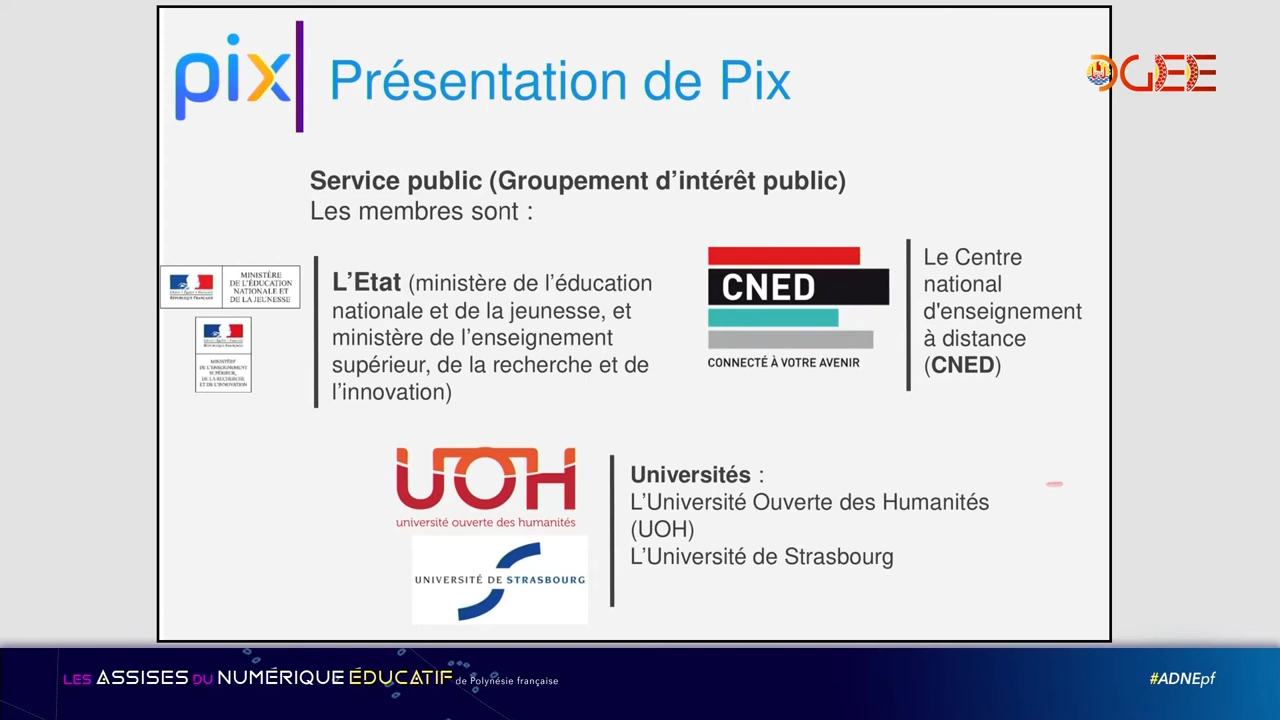 pix
Présentation de Pix
DGEE
Service public (Groupement d’intérêt public)
Les membres sont :
MINISTÈRE
DE L'ÉDUCATION
NATIONALE ET
DE LA JEUNESSE
RÉPUBLIQUE FRANÇAISE
MINISTÈRE
DE L'ENSEIGNEMENT
SUPÉRIEUR,
DE LA RECHERCHE
ET DE L'INNOVATION
L’Etat (ministère de l’éducation
nationale et de la jeunesse, et
ministère de l’enseignement
supérieur, de la recherche et de
l’innovation)
CNED
CONNECTÉ À VOTRE AVENIR
Le Centre
national
d'enseignement
à distance
(CNED)
UOH
université ouverte des humanités
UNIVERSITÉ DE STRASBOURG
Universités :
L’Université Ouverte des Humanités
(UOH)
L’Université de Strasbourg
LES ASSISES DU NUMÉRIQUE ÉDUCATIF de Polynésie française
#ADNEpf